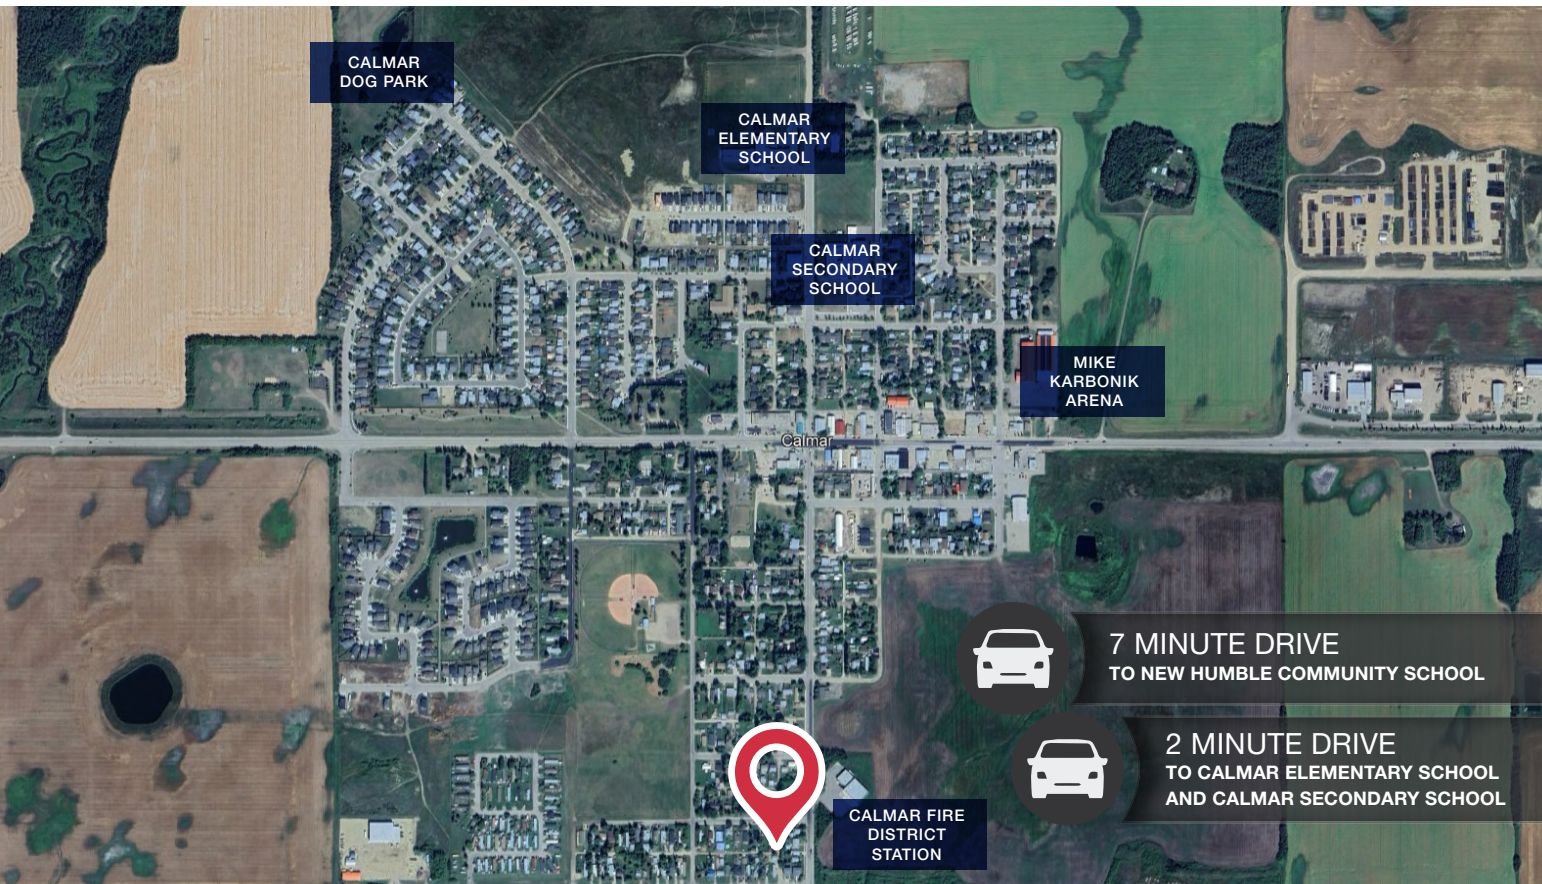 CALMAR
DOG PARK
CALMAR
ELEMENTARY
SCHOOL
CALMAR
SECONDARY
SCHOOL
MIKE
KARBONIK
ARENA
Calmar
7 MINUTE DRIVE
TO NEW HUMBLE COMMUNITY SCHOOL
2 MINUTE DRIVE
TO CALMAR ELEMENTARY SCHOOL
AND CALMAR SECONDARY SCHOOL
CALMAR FIRE
DISTRICT
STATION